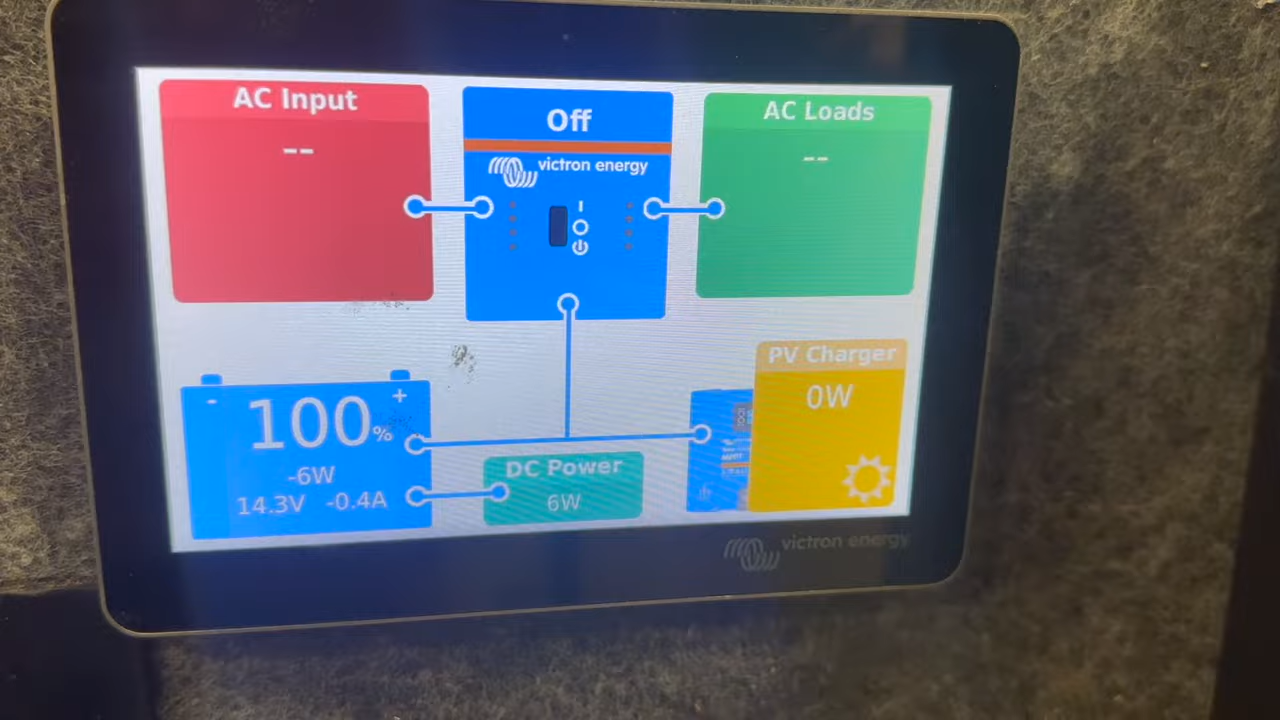 AC Input
--
Off
victron energy
I
O
AC Loads
--
- +
100%
-6W
14.3V -0.4A
DC Power
6W
PV Charger
0W
victron energy